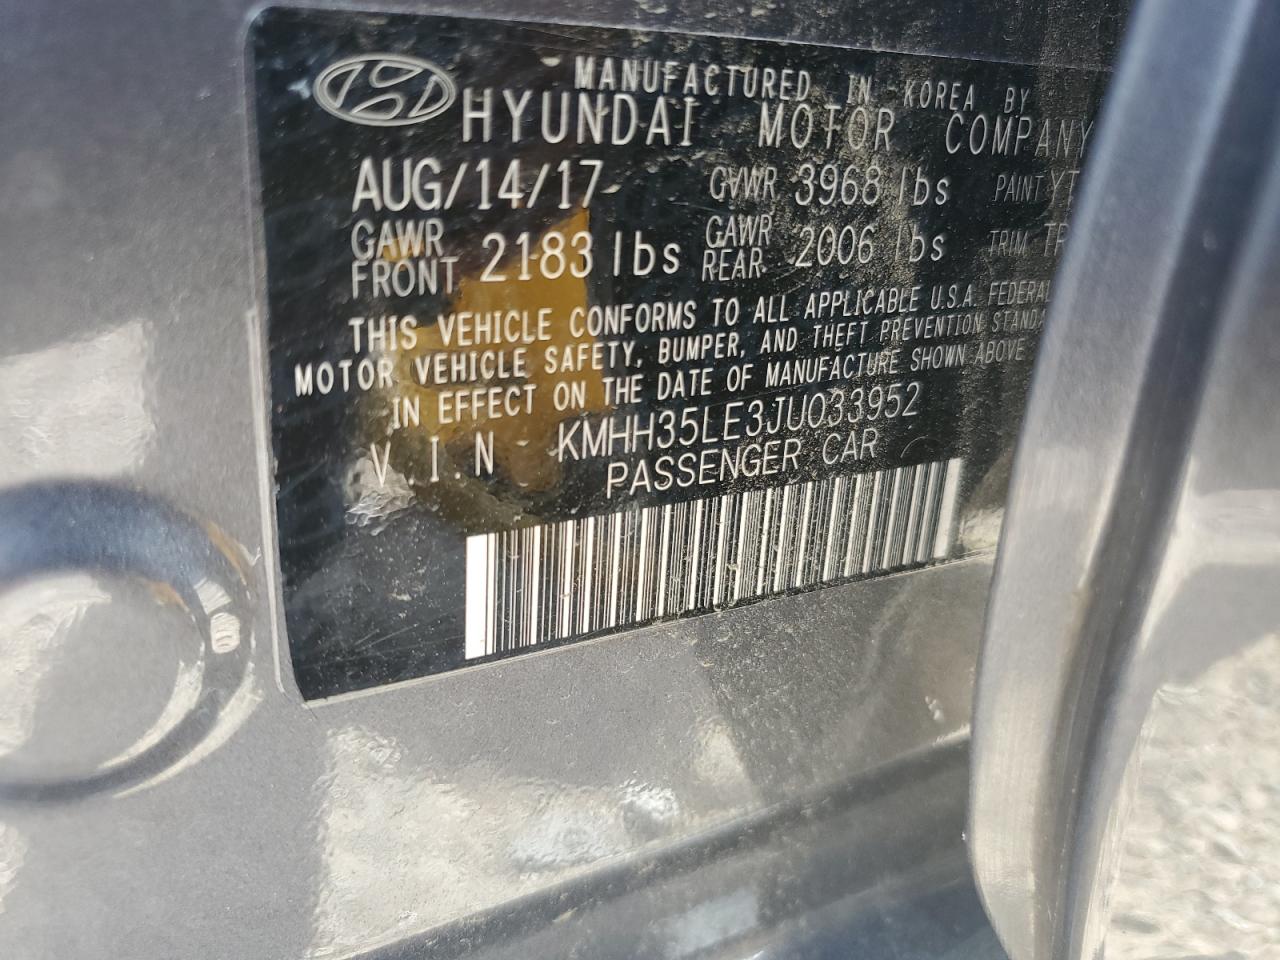 MANUFACTURED IN KOREA BY
HYUNDAI MOTOR COMPANY
AUG/14/17 GVWR 3968 lbs PAINT
GAWR FRONT 2183 lbs GAWR REAR 2006 lbs TRIM
THIS VEHICLE CONFORMS TO ALL APPLICABLE U.S.A. FEDERAL
MOTOR VEHICLE SAFETY, BUMPER, AND THEFT PREVENTION
IN EFFECT ON THE DATE OF MANUFACTURE SHOWN ABOVE
V I N KMHH35LE3JU033952
PASSENGER CAR